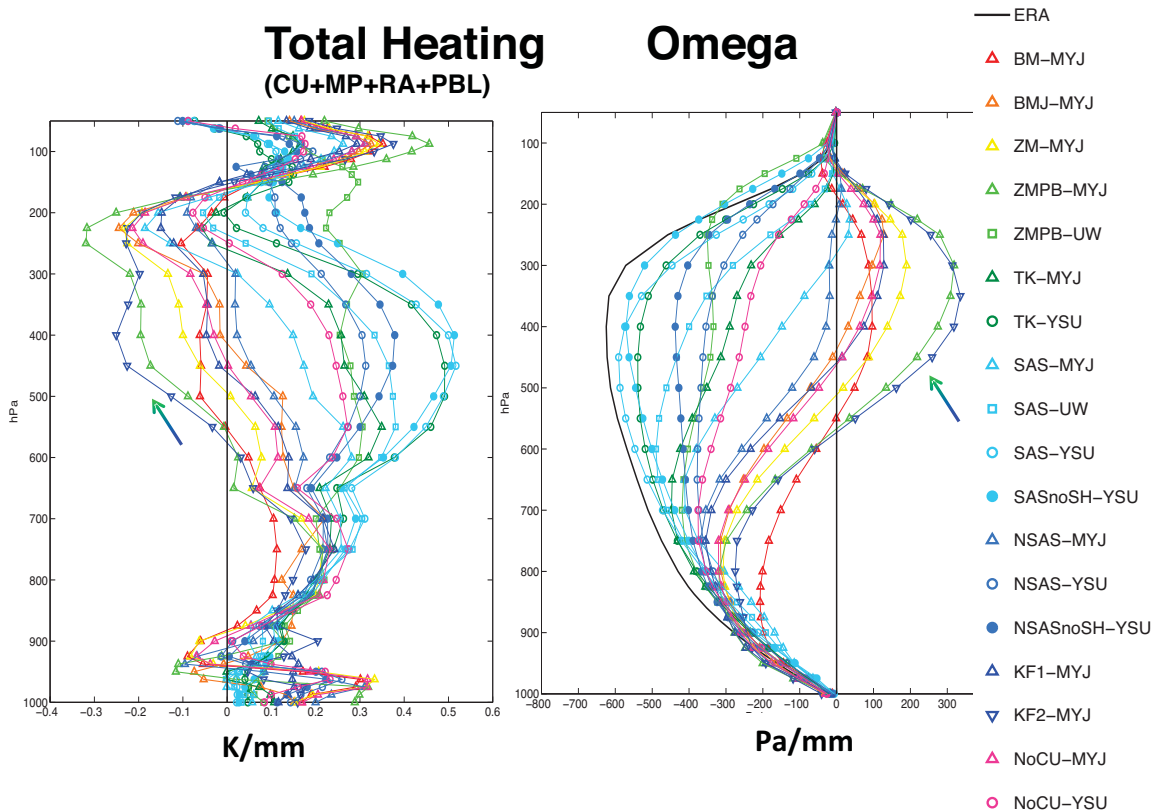 Total Heating
(CU+MP+RA+PBL)
Omega
hPa
100
200
300
400
500
600
700
800
900
1000
−0.4
−0.3
−0.2
−0.1
0
0.1
0.2
0.3
0.4
0.5
0.6
K/mm
hPa
100
200
300
400
500
600
700
800
900
1000
−800
−700
−600
−500
−400
−300
−200
−100
0
100
200
300
Pa/mm
ERA
BM−MYJ
BMJ−MYJ
ZM−MYJ
ZMPB−MYJ
ZMPB−UW
TK−MYJ
TK−YSU
SAS−MYJ
SAS−UW
SAS−YSU
SASnoSH−YSU
NSAS−MYJ
NSAS−YSU
NSASnoSH−YSU
KF1−MYJ
KF2−MYJ
NoCU−MYJ
NoCU−YSU